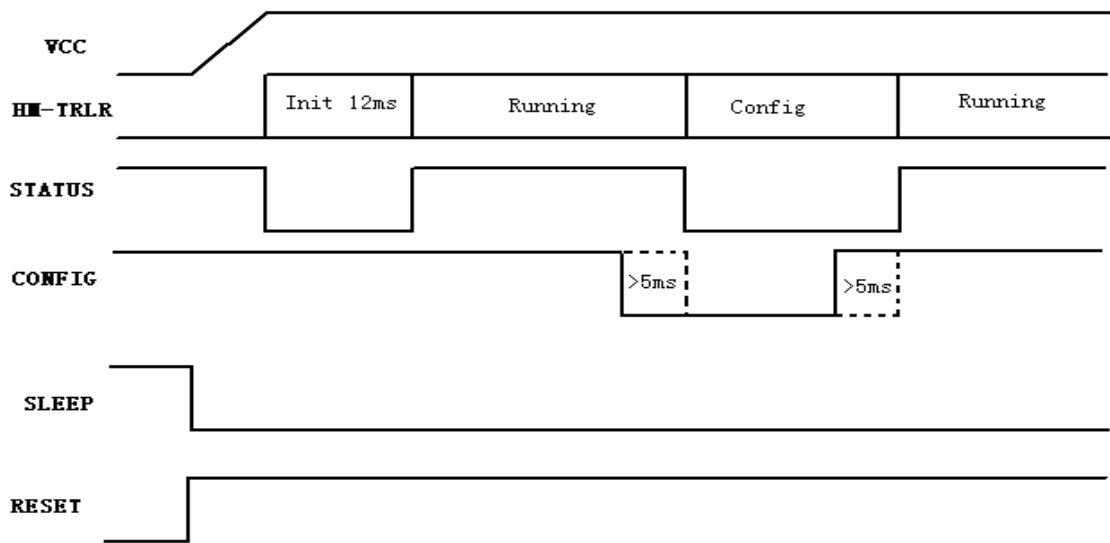 VCC
HM-TRLR Init 12ms Running Config Running
STATUS
CONFIG >5ms >5ms
SLEEP
RESET